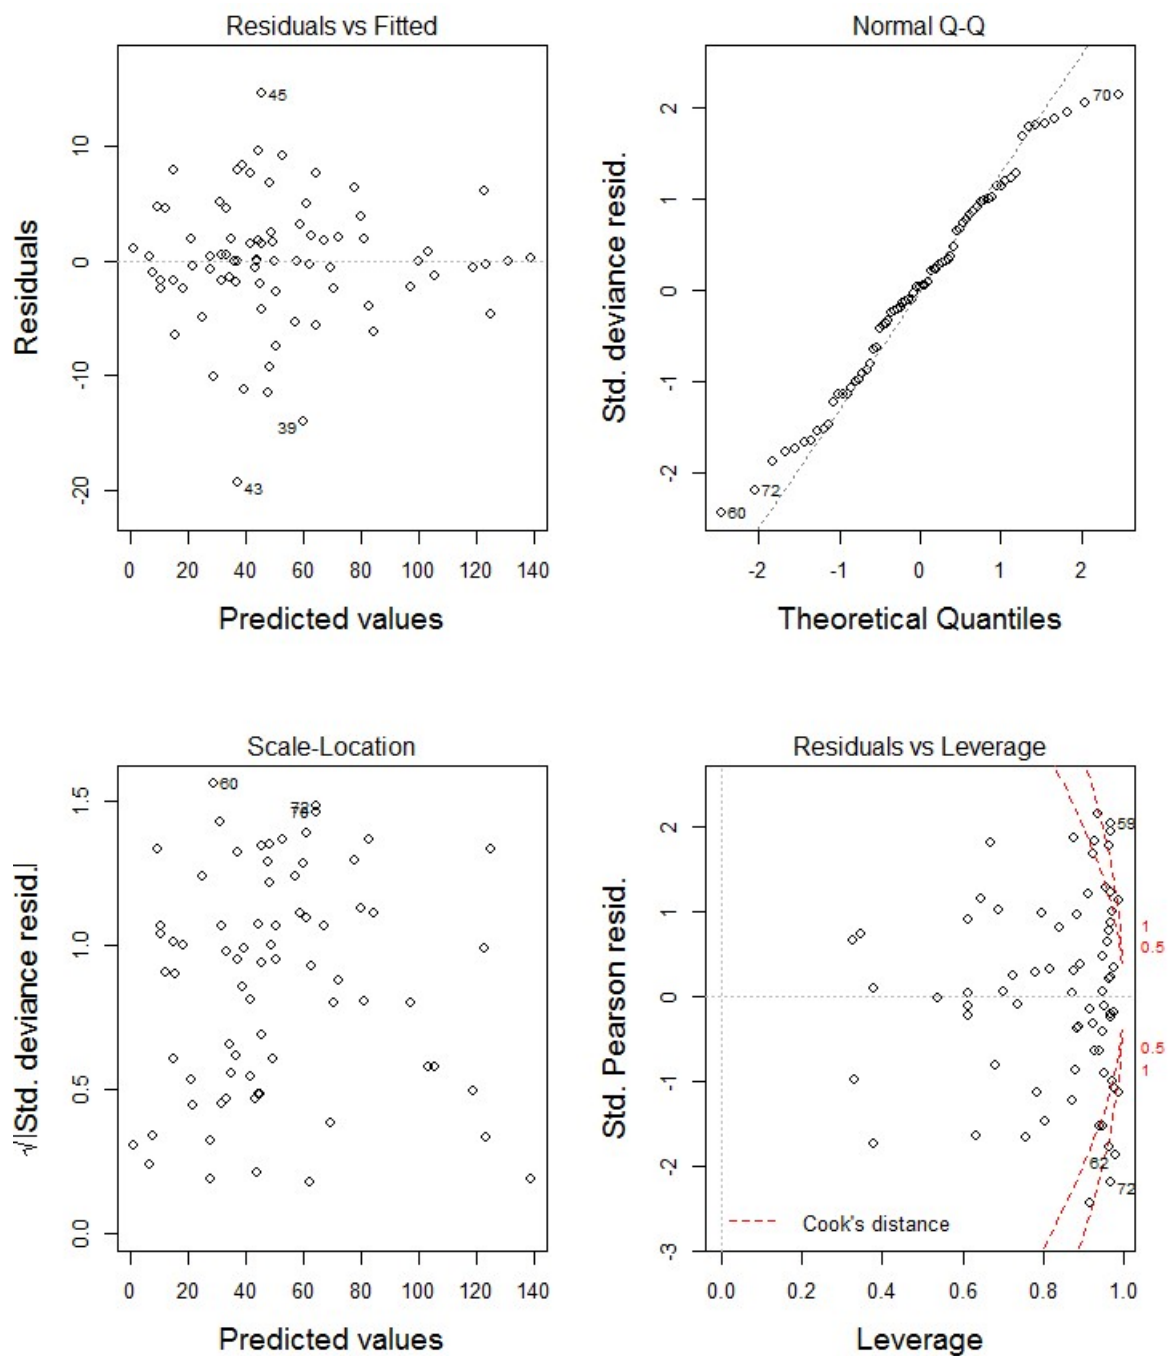 Residuals vs Fitted
Residuals
10
0
-10
-20
45
39
43
0 20 40 60 80 100 120 140
Predicted values
Normal Q-Q
Std. deviance resid.
2
1
0
-1
-2
70
72
60
-2 -1 0 1 2
Theoretical Quantiles
Scale-Location
√|Std. deviance resid.|
1.5
1.0
0.5
0.0
60
72
70
0 20 40 60 80 100 120 140
Predicted values
Residuals vs Leverage
Std. Pearson resid.
2
1
0
-1
-2
-3
59
62
72
1
0.5
0.5
1
Cook's distance
0.0 0.2 0.4 0.6 0.8 1.0
Leverage